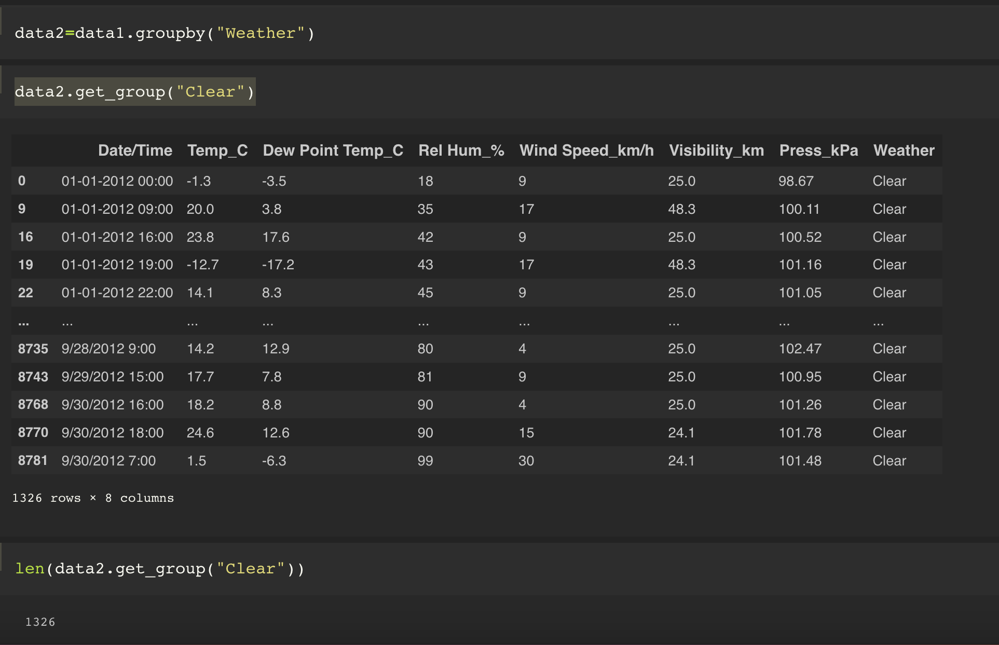 data2=data1.groupby("Weather")
data2.get_group("Clear")
Date/Time Temp_C Dew Point Temp_C Rel Hum_% Wind Speed_km/h Visibility_km Press_kPa Weather
0 01-01-2012 00:00 -1.3 -3.5 18 9 25.0 98.67 Clear
9 01-01-2012 09:00 20.0 3.8 35 17 48.3 100.11 Clear
16 01-01-2012 16:00 23.8 17.6 42 9 25.0 100.52 Clear
19 01-01-2012 19:00 -12.7 -17.2 43 17 48.3 101.16 Clear
22 01-01-2012 22:00 14.1 8.3 45 9 25.0 101.05 Clear
... ... ... ... ... ... ... ... ...
8735 9/28/2012 9:00 14.2 12.9 80 4 25.0 102.47 Clear
8743 9/29/2012 15:00 17.7 7.8 81 9 25.0 100.95 Clear
8768 9/30/2012 16:00 18.2 8.8 90 4 25.0 101.26 Clear
8770 9/30/2012 18:00 24.6 12.6 90 15 24.1 101.78 Clear
8781 9/30/2012 7:00 1.5 -6.3 99 30 24.1 101.48 Clear
1326 rows × 8 columns
len(data2.get_group("Clear"))
1326